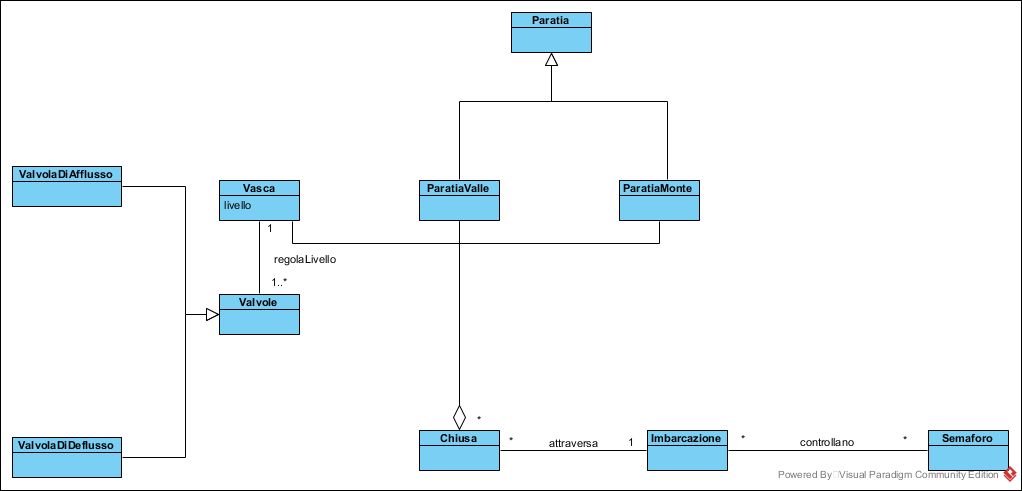 Paratia
ValvolaDiAfflusso
Vasca
livello
ParatiaValle
ParatiaMonte
1
regolaLivello
1..*
Valvole
*
ValvolaDiDeflusso
Chiusa
*
attraversa
1
Imbarcazione
*
controllano
*
Semaforo
Powered By Visual Paradigm Community Edition